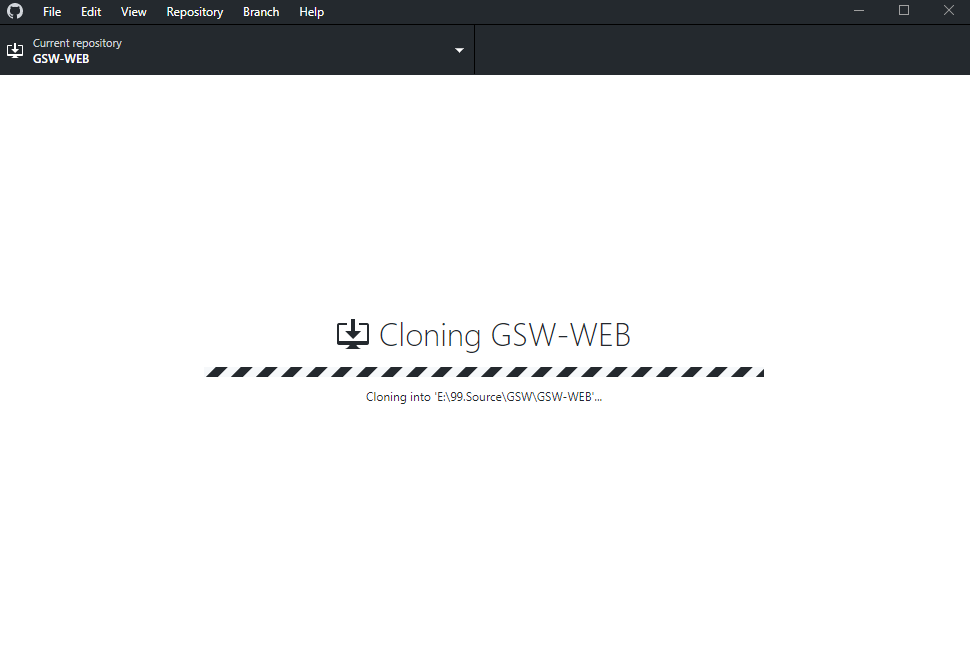 File Edit View Repository Branch Help
Current repository
GSW-WEB
Cloning GSW-WEB
Cloning into 'E:\99.Source\GSW\GSW-WEB'...